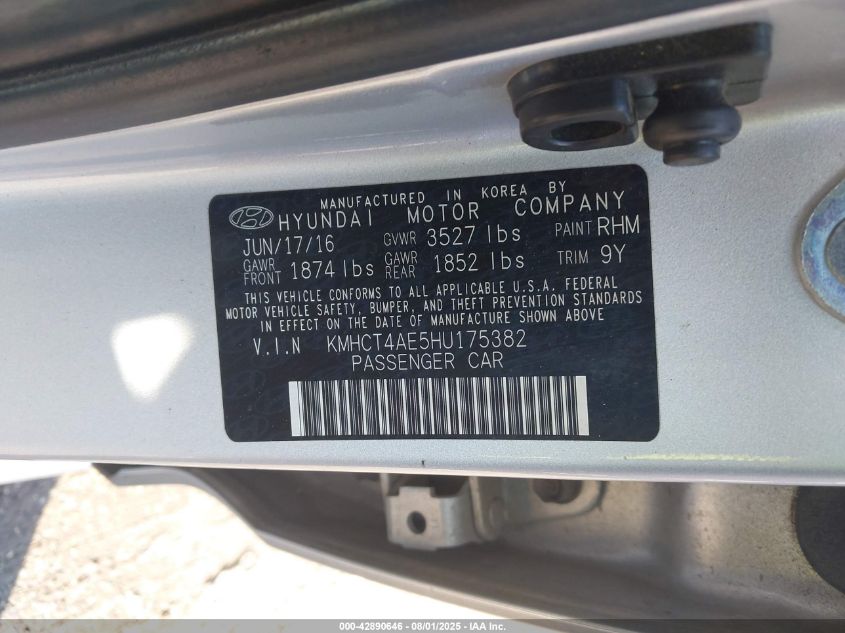 MANUFACTURED IN KOREA BY
HYUNDAI MOTOR COMPANY
JUN/17/16 GVWR 3527 lbs PAINT RHM
GAWR FRONT 1874 lbs GAWR REAR 1852 lbs TRIM 9Y
THIS VEHICLE CONFORMS TO ALL APPLICABLE U.S.A. FEDERAL
MOTOR VEHICLE SAFETY, BUMPER, AND THEFT PREVENTION STANDARDS
IN EFFECT ON THE DATE OF MANUFACTURE SHOWN ABOVE
V.I.N KMHCT4AE5HU175382
PASSENGER CAR
000-42890646 - 08/01/2025 - IAA Inc.